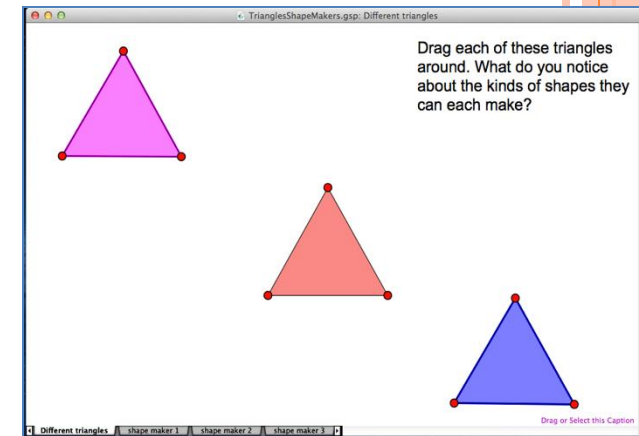 TrianglesShapeMakers.gsp: Different triangles
Drag each of these triangles
around. What do you notice
about the kinds of shapes they
can each make?
Drag or Select this Caption
Different triangles shape maker 1 shape maker 2 shape maker 3